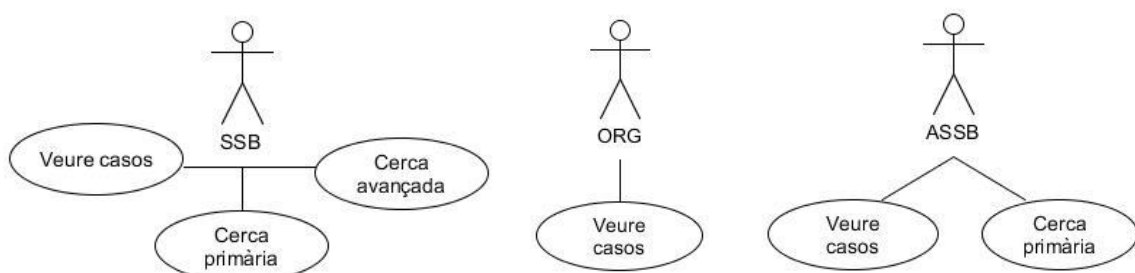 SSB
Veure casos
Cerca
avançada
Cerca
primària
ORG
Veure
casos
ASSB
Veure
casos
Cerca
primària